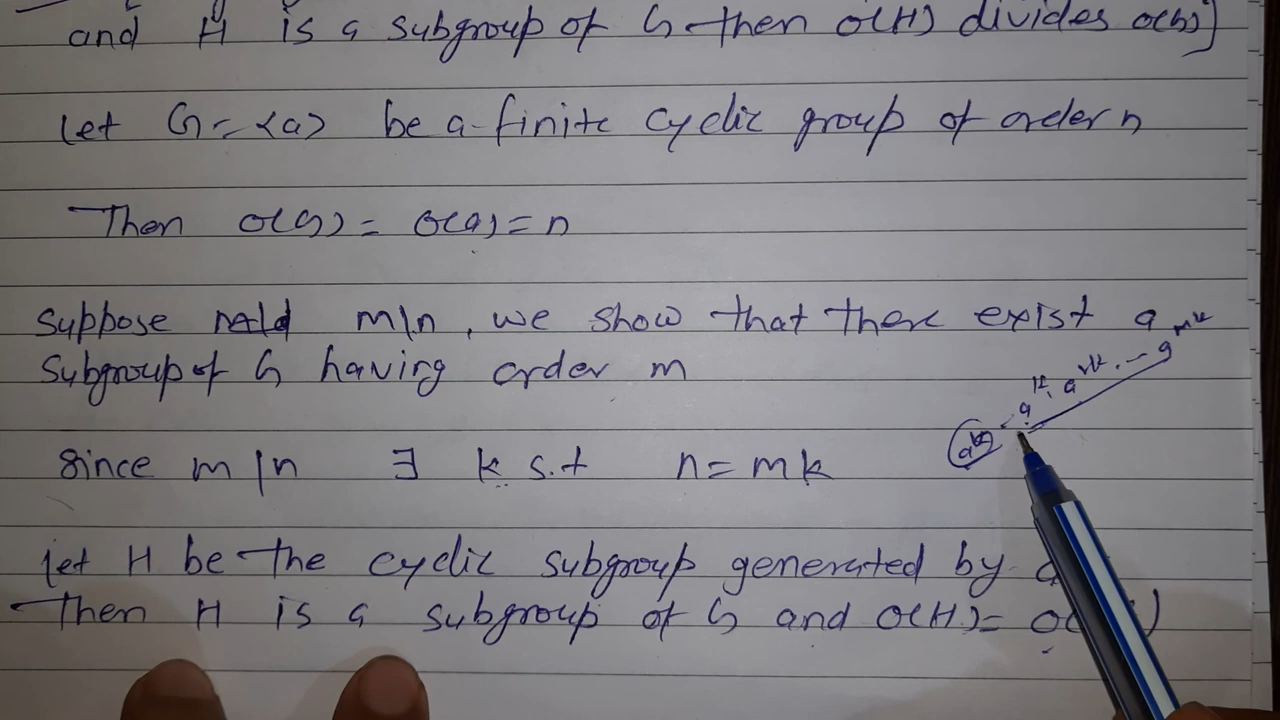 and H is a subgroup of G then o(H) divides o(G)]
Let G = <a> be a finite cyclic group of order n
Then o(G) = o(a) = n
Suppose m|n, we show that there exist a
subgroup of G having order m
a^k, a^2k, - a^mk
(a^k)
Since m|n ∃ k s.t n = mk
Let H be the cyclic subgroup generated by
Then H is a subgroup of G and o(H) = o( )